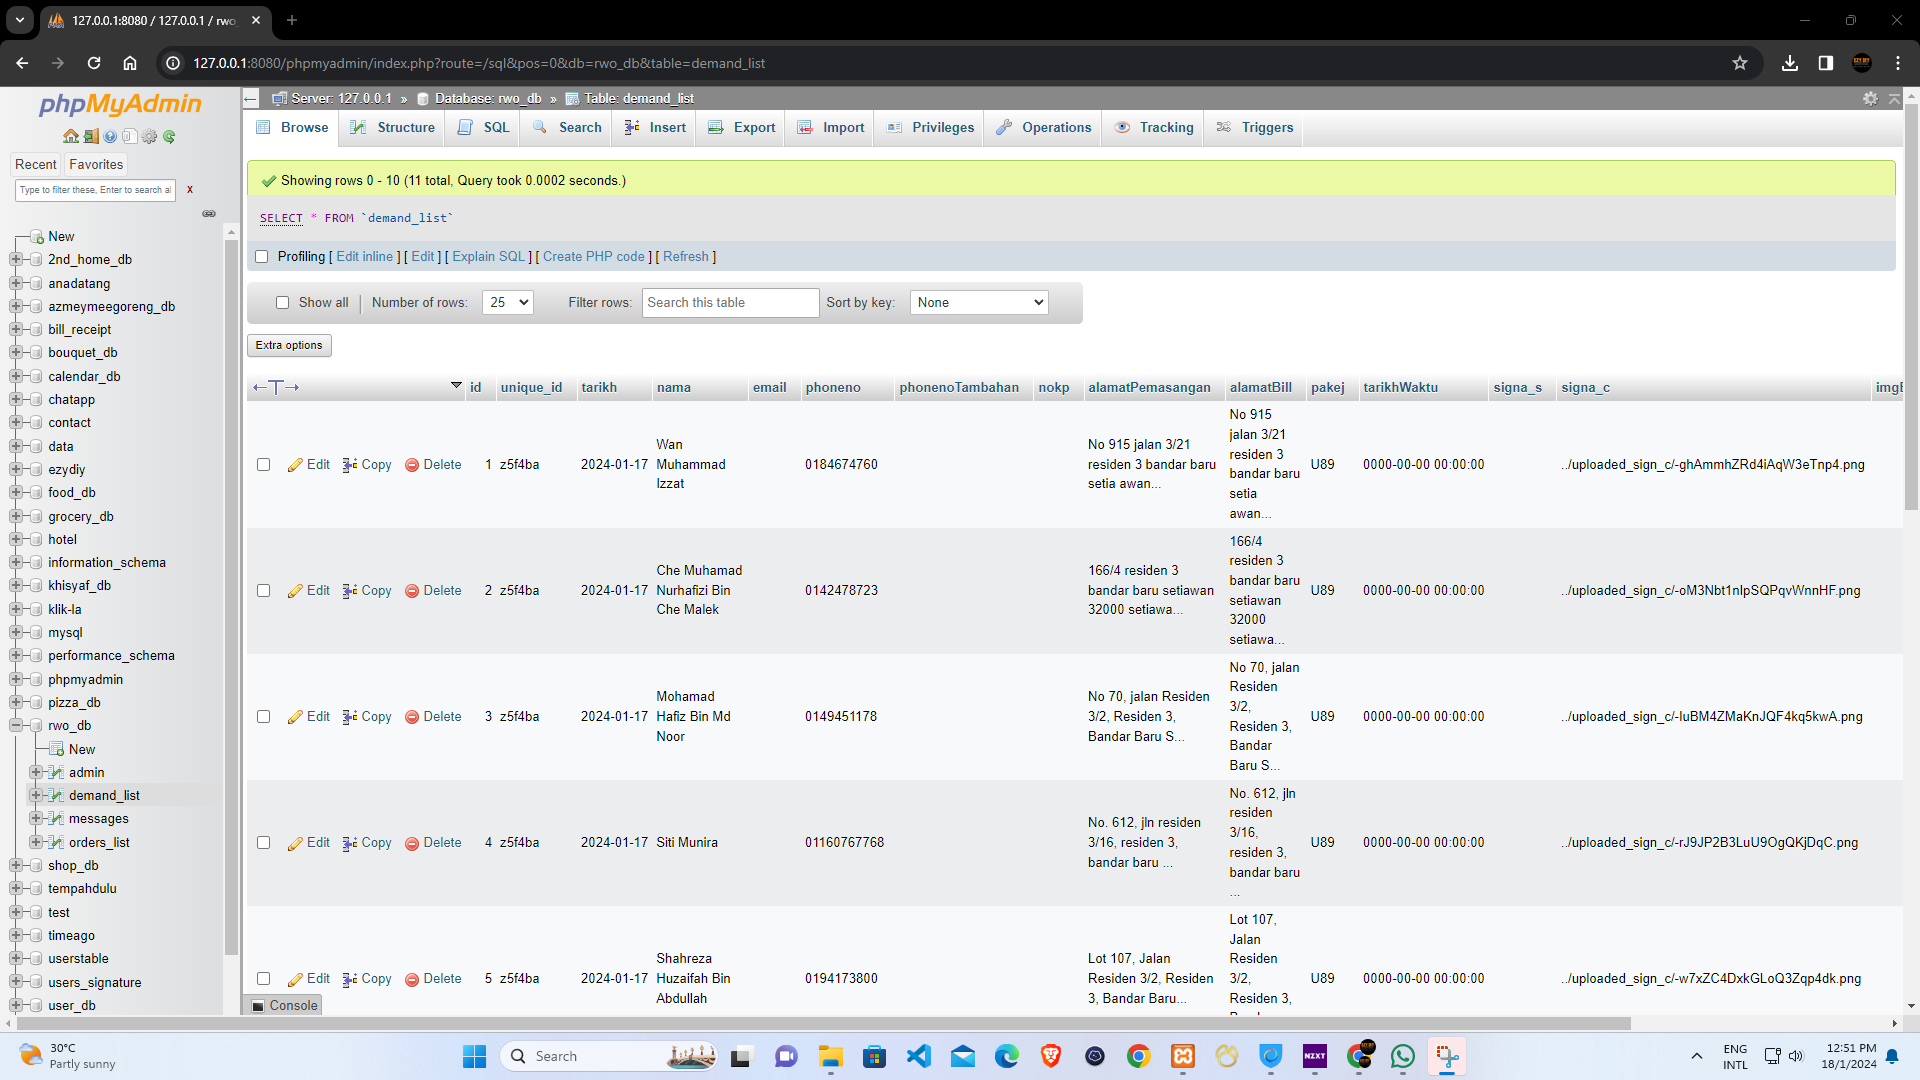 127.0.0.1:8080 / 127.0.0.1 / rwo
127.0.0.1:8080/phpmyadmin/index.php?route=/sql&pos=0&db=rwo_db&table=demand_list
phpMyAdmin
Recent Favorites
Type to filter these, Enter to search al X
New
2nd_home_db
anadatang
azmeymeegoreng_db
bill_receipt
bouquet_db
calendar_db
chatapp
contact
data
ezydiy
food_db
grocery_db
hotel
information_schema
khisyaf_db
klik-la
mysql
performance_schema
phpmyadmin
pizza_db
rwo_db
New
admin
demand_list
messages
orders_list
shop_db
tempahdulu
test
timeago
userstable
users_signature
user_db
Server: 127.0.0.1 » Database: rwo_db » Table: demand_list
Browse Structure SQL Search Insert Export Import Privileges Operations Tracking Triggers
Showing rows 0 - 10 (11 total, Query took 0.0002 seconds.)
SELECT * FROM `demand_list`
Profiling [ Edit inline ] [ Edit ] [ Explain SQL ] [ Create PHP code ] [ Refresh ]
Show all Number of rows: 25 Filter rows: Search this table Sort by key: None
Extra options
id unique_id tarikh nama email phoneno phonenoTambahan nokp alamatPemasangan alamatBill pakej tarikhWaktu signa_s signa_c
Edit Copy Delete 1 z5f4ba 2024-01-17
Wan
Muhammad
Izzat
0184674760
No 915 jalan 3/21
residen 3 bandar baru
setia awan...
No 915
jalan 3/21
residen 3
bandar baru
setia
awan...
U89 0000-00-00 00:00:00 ../uploaded_sign_c/-ghAmmhZRd4iAqW3eTnp4.png
Edit Copy Delete 2 z5f4ba 2024-01-17
Che Muhamad
Nurhafizi Bin
Che Malek
0142478723
166/4 residen 3
bandar baru setiawan
32000 setiawa...
166/4
residen 3
bandar baru
setiawan
32000
setiawa...
U89 0000-00-00 00:00:00 ../uploaded_sign_c/-oM3Nbt1nIpSQPqvWnnHF.png
Edit Copy Delete 3 z5f4ba 2024-01-17
Mohamad
Hafiz Bin Md
Noor
0149451178
No 70, jalan Residen
3/2, Residen 3,
Bandar Baru S...
No 70, jalan
Residen
3/2,
Residen 3,
Bandar
Baru S...
U89 0000-00-00 00:00:00 ../uploaded_sign_c/-IuBM4ZMaKnJQF4kq5kwA.png
Edit Copy Delete 4 z5f4ba 2024-01-17
Siti Munira
01160767768
No. 612, jln residen
3/16, residen 3,
bandar baru ...
No. 612, jln
residen
3/16,
residen 3,
bandar baru
...
U89 0000-00-00 00:00:00 ../uploaded_sign_c/-rJ9JP2B3LuU9OgQKjDqC.png
Edit Copy Delete 5 z5f4ba 2024-01-17
Shahreza
Huzaifah Bin
Abdullah
0194173800
Lot 107, Jalan
Residen 3/2, Residen
3, Bandar Baru...
Lot 107,
Jalan
Residen
3/2,
Residen 3,
U89 0000-00-00 00:00:00 ../uploaded_sign_c/-w7xZC4DxkGLoQ3Zqp4dk.png
Console
30°C
Partly sunny
Search
NZXT
ENG
INTL
12:51 PM
18/1/2024